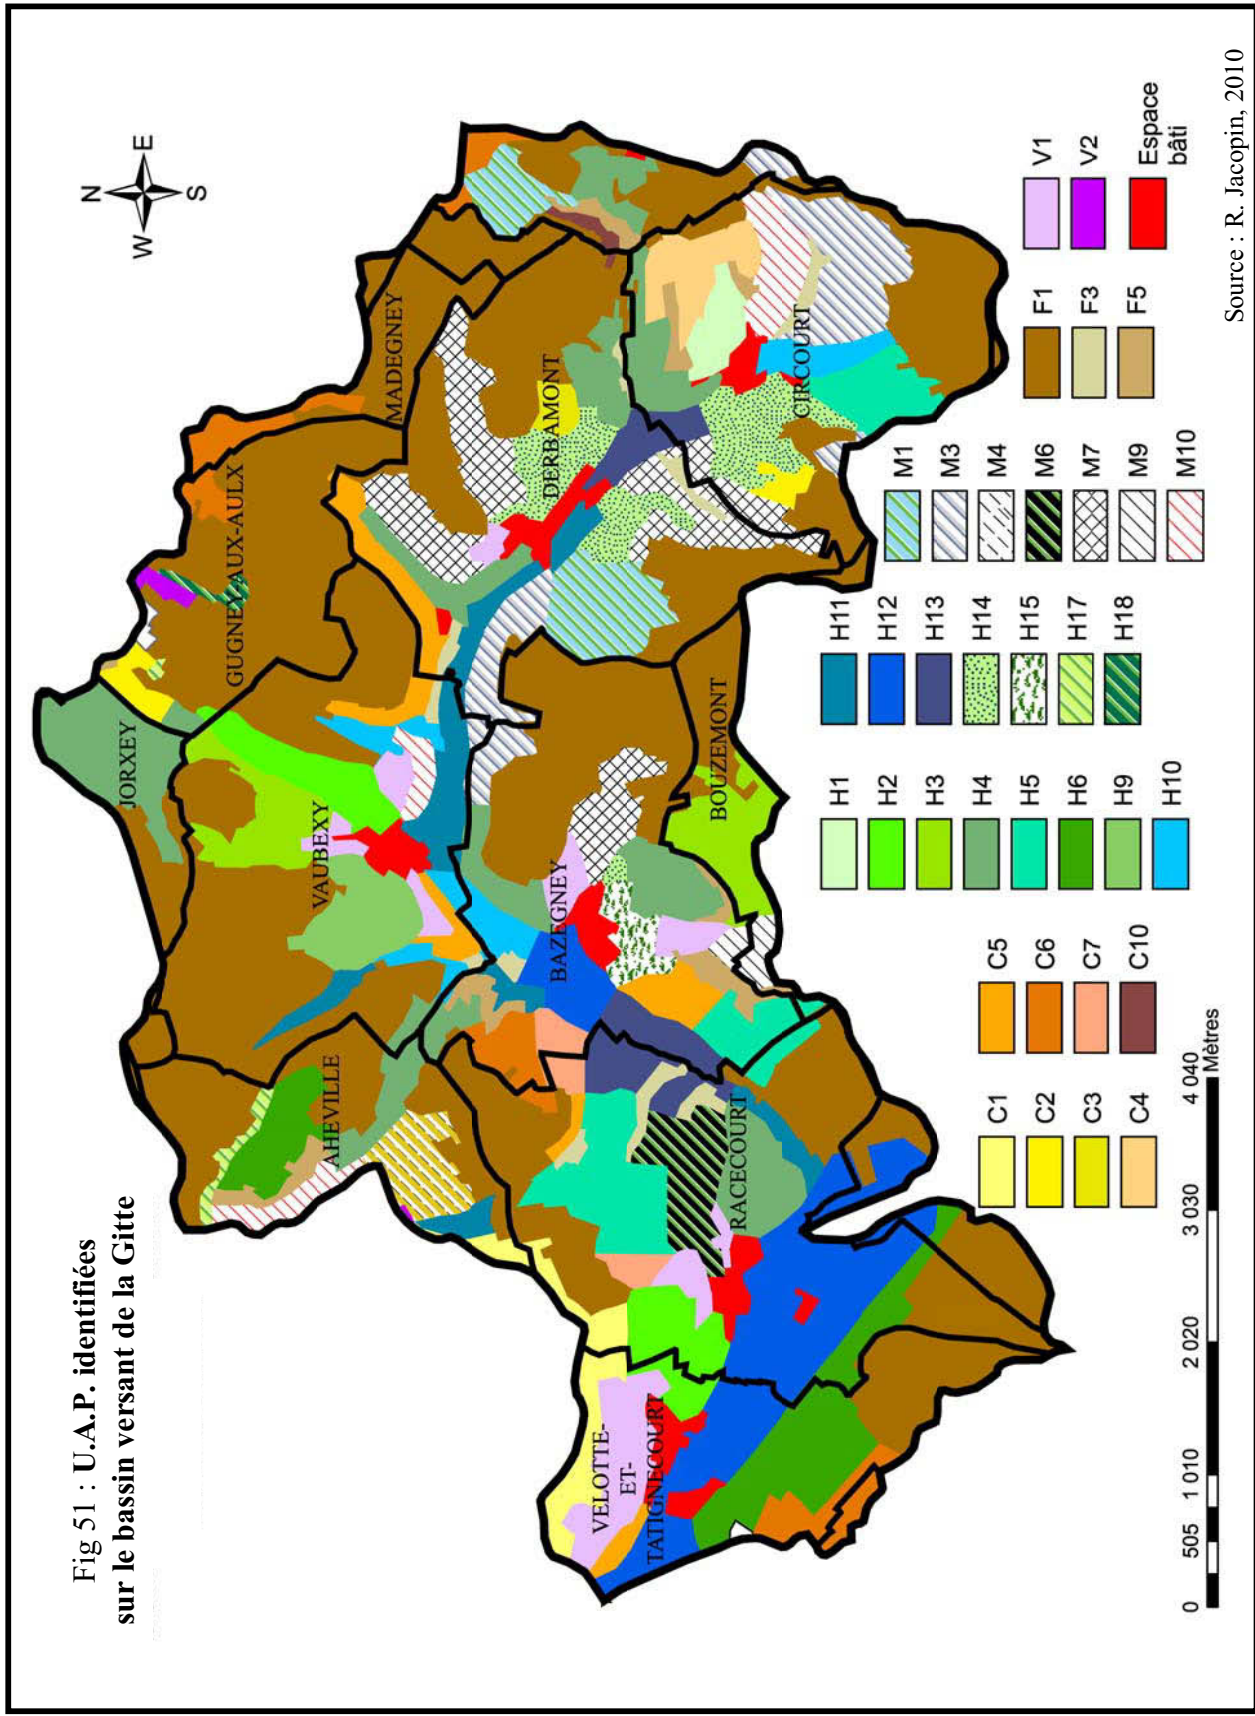 Fig 51 : U.A.P. identifiées
sur le bassin versant de la Gitte
N
W
E
S
JORXEY
GUGNEY-AUX-AULX
MADEGNEY
VAUBEXY
AHEVILLE
DERBAMONT
CIRCOURT
BAZEGNEY
BOUZEMONT
RACECOURT
VELOTTE-
ET-
TATIGNECOURT
C1
C2
C3
C4
C5
C6
C7
C10
H1
H2
H3
H4
H5
H6
H9
H10
H11
H12
H13
H14
H15
H17
H18
M1
M3
M4
M6
M7
M9
M10
F1
F3
F5
V1
V2
Espace
bâti
0 505 1 010 2 020 3 030 4 040
Mètres
Source : R. Jacopin, 2010